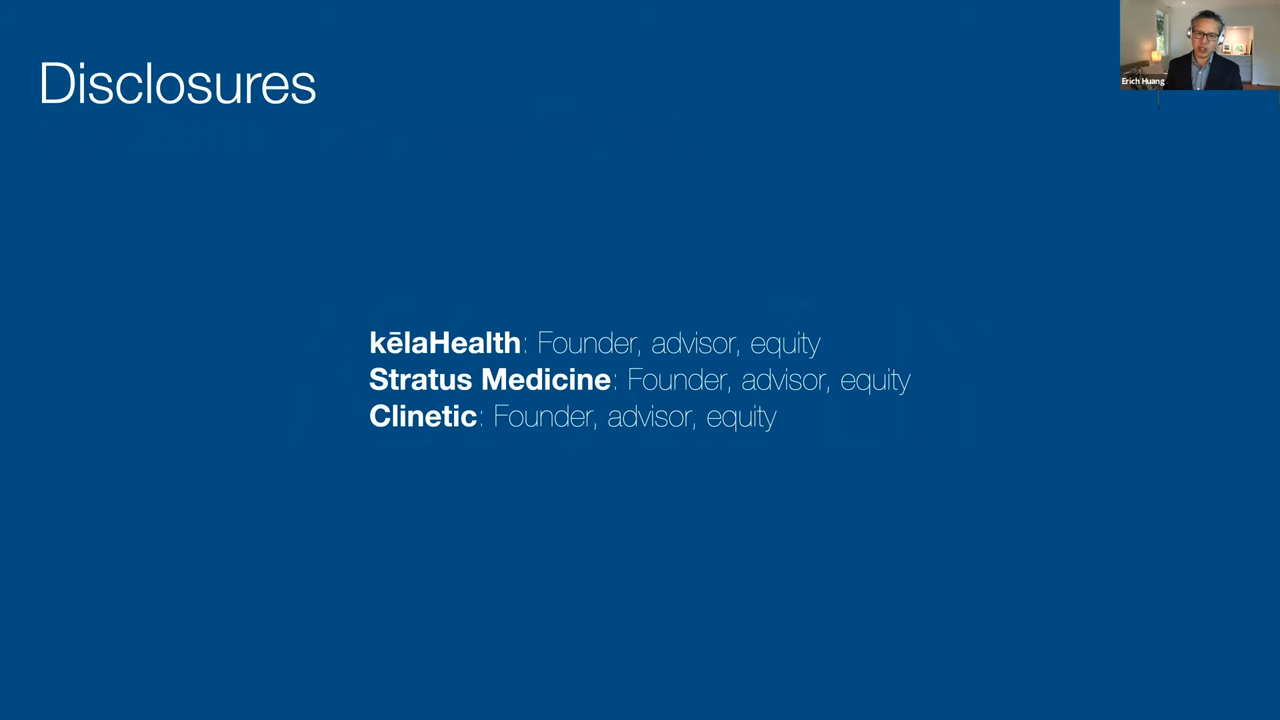 Disclosures
Erich Huang
kēlaHealth: Founder, advisor, equity
Stratus Medicine: Founder, advisor, equity
Clinetic: Founder, advisor, equity